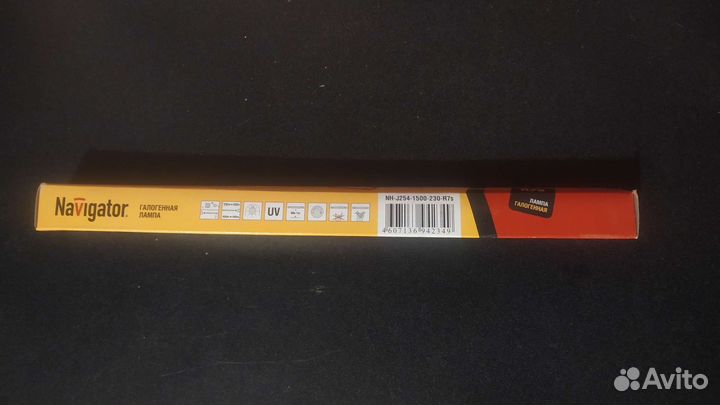 Navigator
ГАЛОГЕННАЯ
ЛАМПА
UV
NH-J254-1500-230-R7s
4607136942349
ЛАМПА
ГАЛОГЕННАЯ
Avito